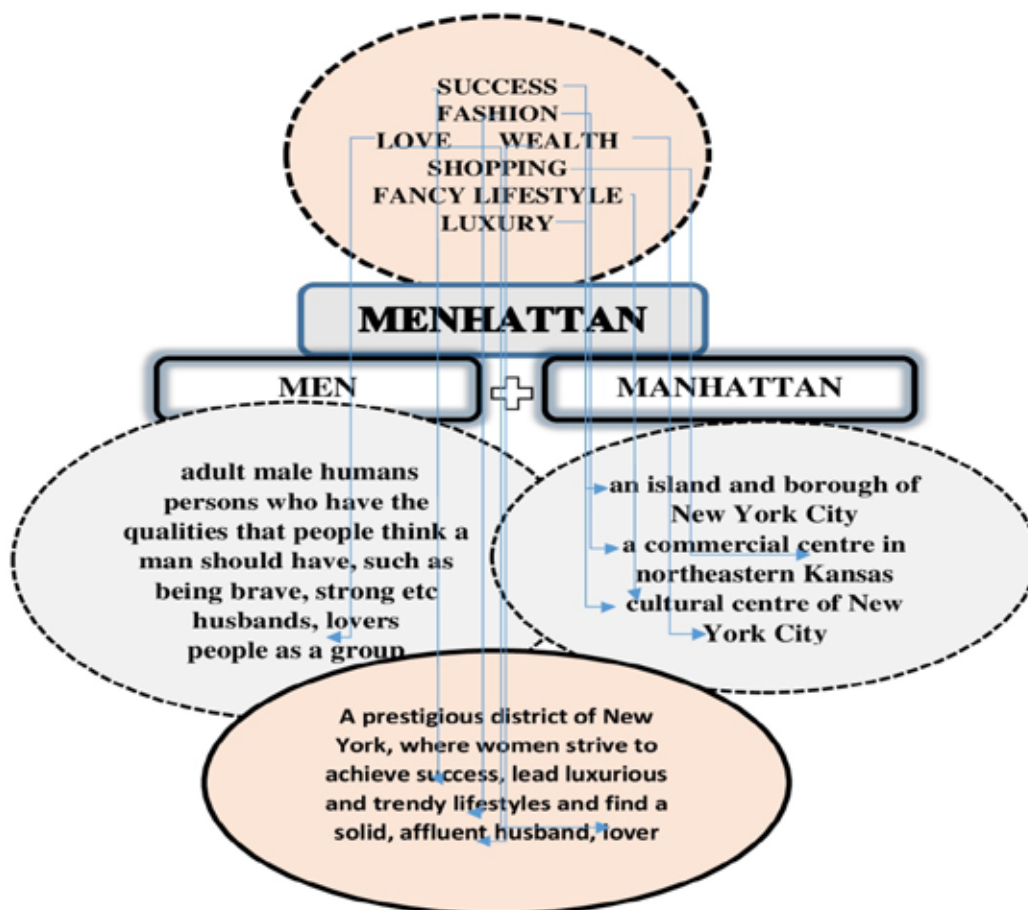 SUCCESS
FASHION
LOVE WEALTH
SHOPPING
FANCY LIFESTYLE
LUXURY
MENHATTAN
MEN
MANHATTAN
adult male humans
persons who have the
qualities that people think a
man should have, such as
being brave, strong etc
husbands, lovers
people as a group
an island and borough of
New York City
a commercial centre in
northeastern Kansas
cultural centre of New
York City
A prestigious district of New
York, where women strive to
achieve success, lead luxurious
and trendy lifestyles and find a
solid, affluent husband, lover